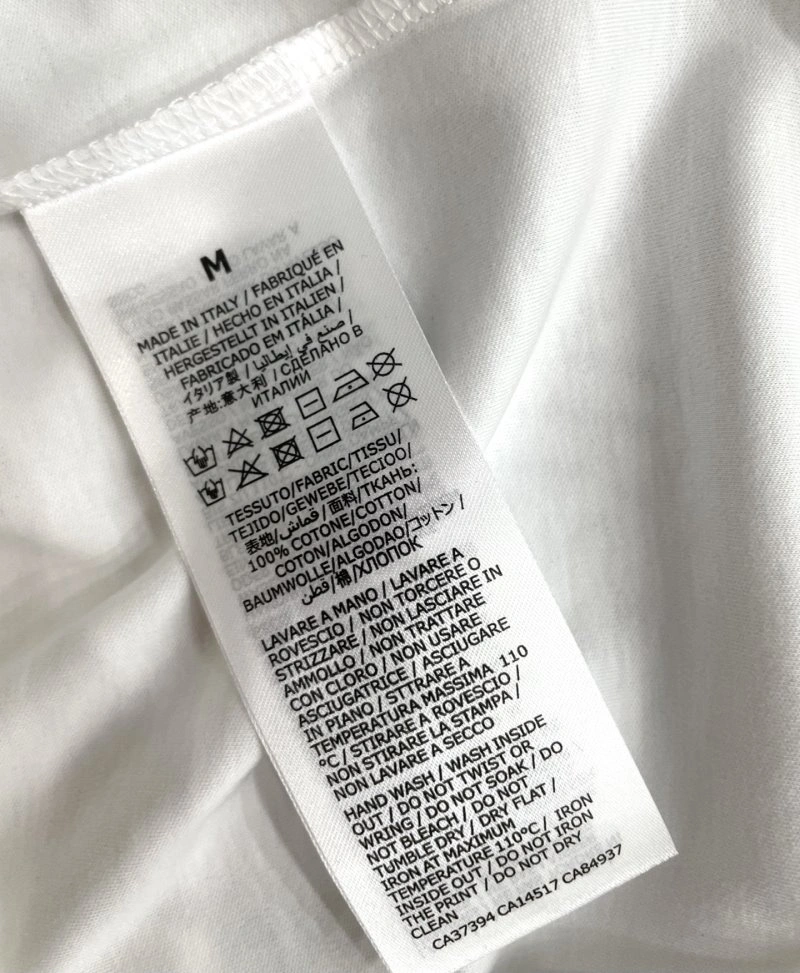 M
MADE IN ITALY / FABRIQUÉ EN
ITALIE / HECHO EN ITALIA /
HERGESTELLT IN ITALIEN /
FABRICADO EM ITÁLIA /
イタリア製 / صنع في إيطاليا /
产地:意大利 / СДЕЛАНО В
ИТАЛИИ
TESSUTO/FABRIC/TISSU/
TEJIDO/GEWEBE/TECIDO/
表地/قماش/面料/ТКАНЬ:
100% COTONE/COTTON/
COTON/ALGODON/
BAUMWOLLE/ALGODAO/コットン/
قطن/棉/ХЛОПОК
LAVARE A MANO / LAVARE A
ROVESCIO / NON TORCERE O
STRIZZARE / NON LASCIARE IN
AMMOLLO / NON TRATTARE
CON CLORO / NON USARE
ASCIUGATRICE / ASCIUGARE
IN PIANO / STTRARE A
TEMPERATURA MASSIMA 110
°C / STIRARE A ROVESCIO /
NON STIRARE LA STAMPA /
NON LAVARE A SECCO
HAND WASH / WASH INSIDE
OUT / DO NOT TWIST OR
WRING / DO NOT SOAK / DO
NOT BLEACH / DO NOT
TUMBLE DRY / DRY FLAT /
IRON AT MAXIMUM
TEMPERATURE 110°C / IRON
INSIDE OUT / DO NOT IRON
THE PRINT / DO NOT DRY
CLEAN
CA37394 CA14517 CA84937